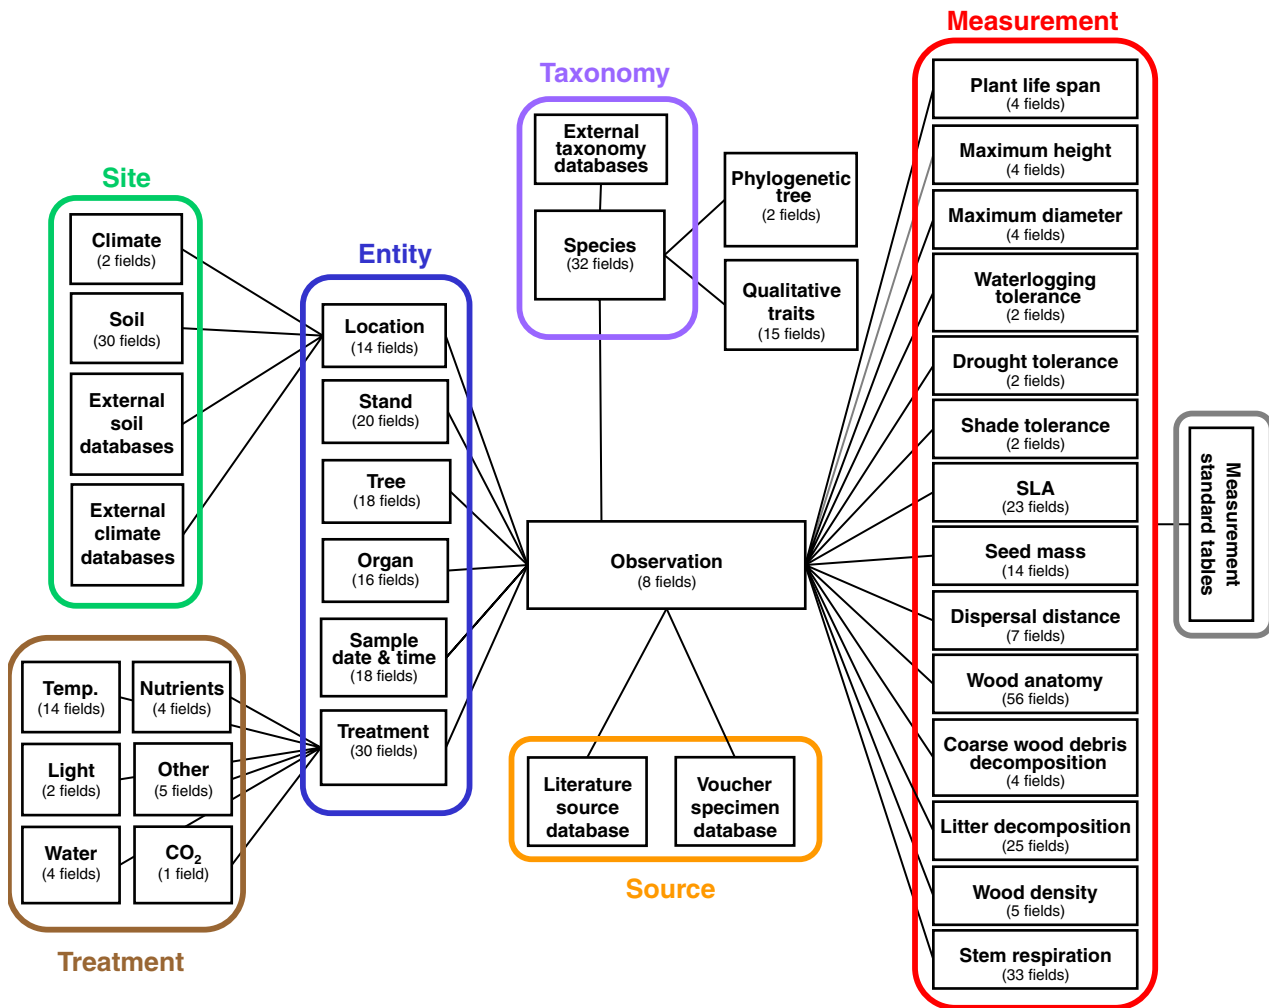 Site
Climate
(2 fields)
Soil
(30 fields)
External
soil
databases
External
climate
databases
Treatment
Temp.
(14 fields)
Nutrients
(4 fields)
Light
(2 fields)
Other
(5 fields)
Water
(4 fields)
CO₂
(1 field)
Entity
Location
(14 fields)
Stand
(20 fields)
Tree
(18 fields)
Organ
(16 fields)
Sample
date & time
(18 fields)
Treatment
(30 fields)
Taxonomy
External
taxonomy
databases
Species
(32 fields)
Phylogenetic
tree
(2 fields)
Qualitative
traits
(15 fields)
Observation
(8 fields)
Literature
source
database
Voucher
specimen
database
Source
Measurement
Plant life span
(4 fields)
Maximum height
(4 fields)
Maximum diameter
(4 fields)
Waterlogging
tolerance
(2 fields)
Drought tolerance
(2 fields)
Shade tolerance
(2 fields)
SLA
(23 fields)
Seed mass
(14 fields)
Dispersal distance
(7 fields)
Wood anatomy
(56 fields)
Coarse wood debris
decomposition
(4 fields)
Litter decomposition
(25 fields)
Wood density
(5 fields)
Stem respiration
(33 fields)
Measurement
standard tables